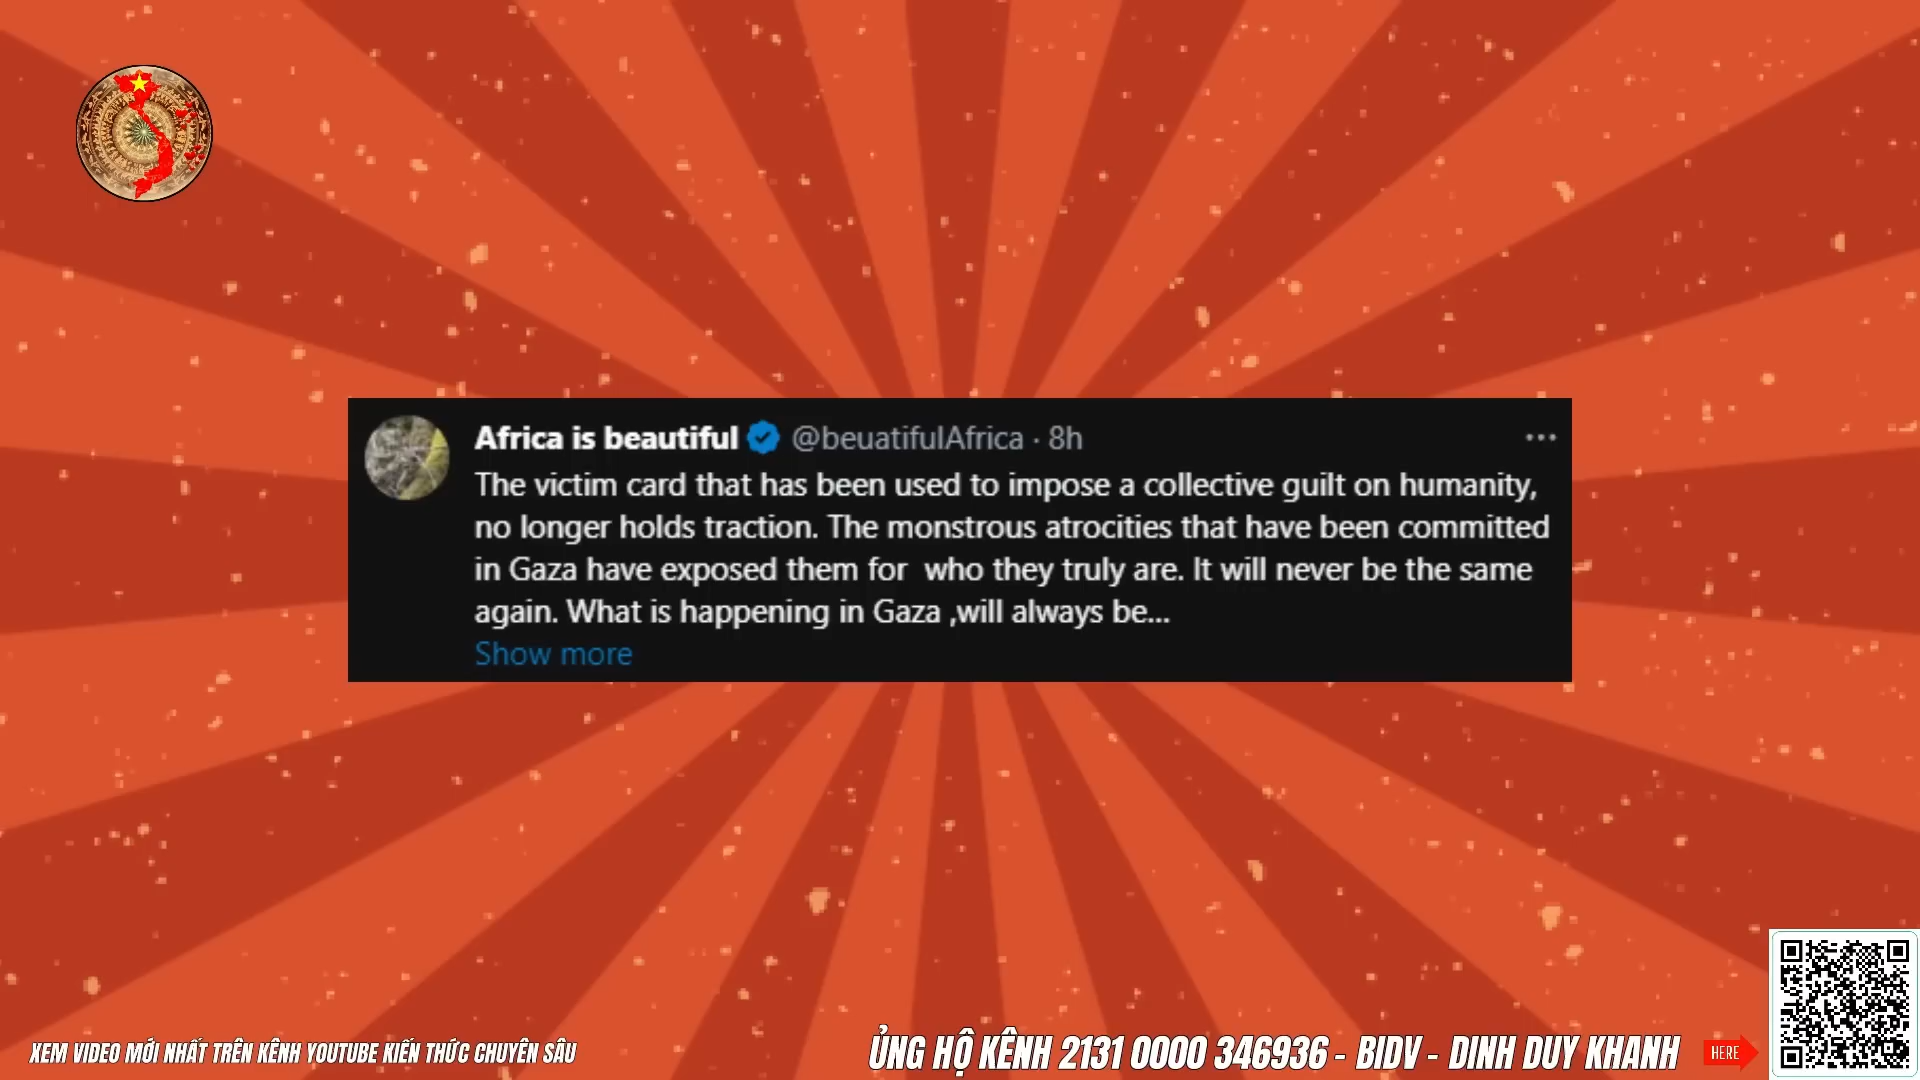 Africa is beautiful @beuatifulAfrica · 8h
The victim card that has been used to impose a collective guilt on humanity,
no longer holds traction. The monstrous atrocities that have been committed
in Gaza have exposed them for  who they truly are. It will never be the same
again. What is happening in Gaza ,will always be...
Show more
XEM VIDEO MỚI NHẤT TRÊN KÊNH YOUTUBE KIẾN THỨC CHUYÊN SÂU
ỦNG HỘ KÊNH 2131 0000 346936 - BIDV - DINH DUY KHANH
HERE